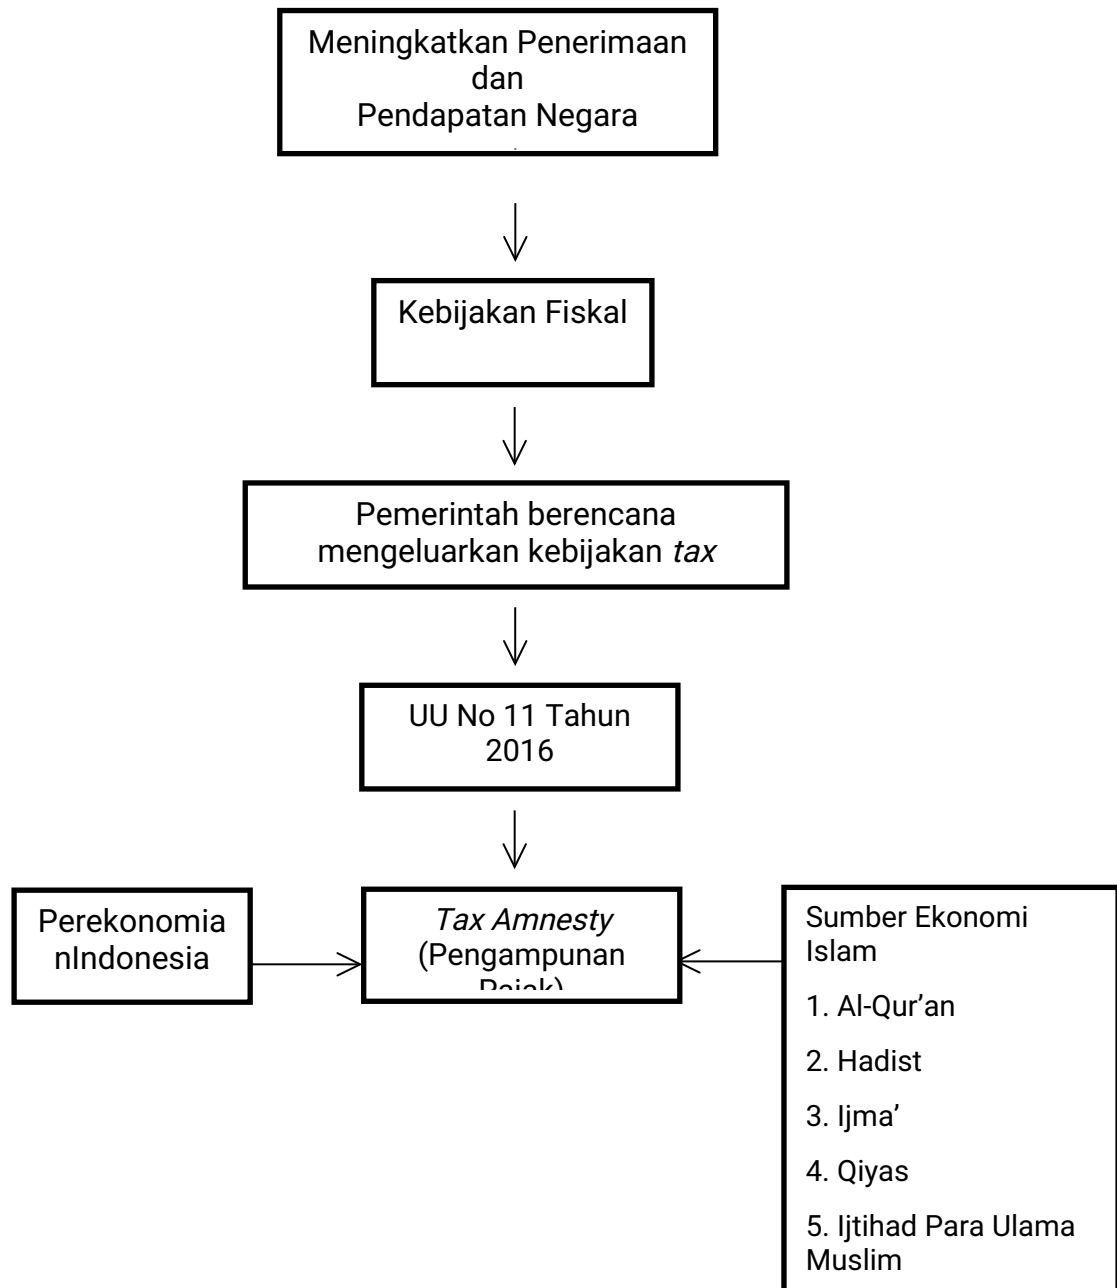 Meningkatkan Penerimaan
dan
Pendapatan Negara
Kebijakan Fiskal
Pemerintah berencana
mengeluarkan kebijakan tax
UU No 11 Tahun
2016
Perekonomia
nIndonesia
Tax Amnesty
(Pengampunan
Pajak)
Sumber Ekonomi
Islam
1. Al-Qur’an
2. Hadist
3. Ijma’
4. Qiyas
5. Ijtihad Para Ulama
Muslim